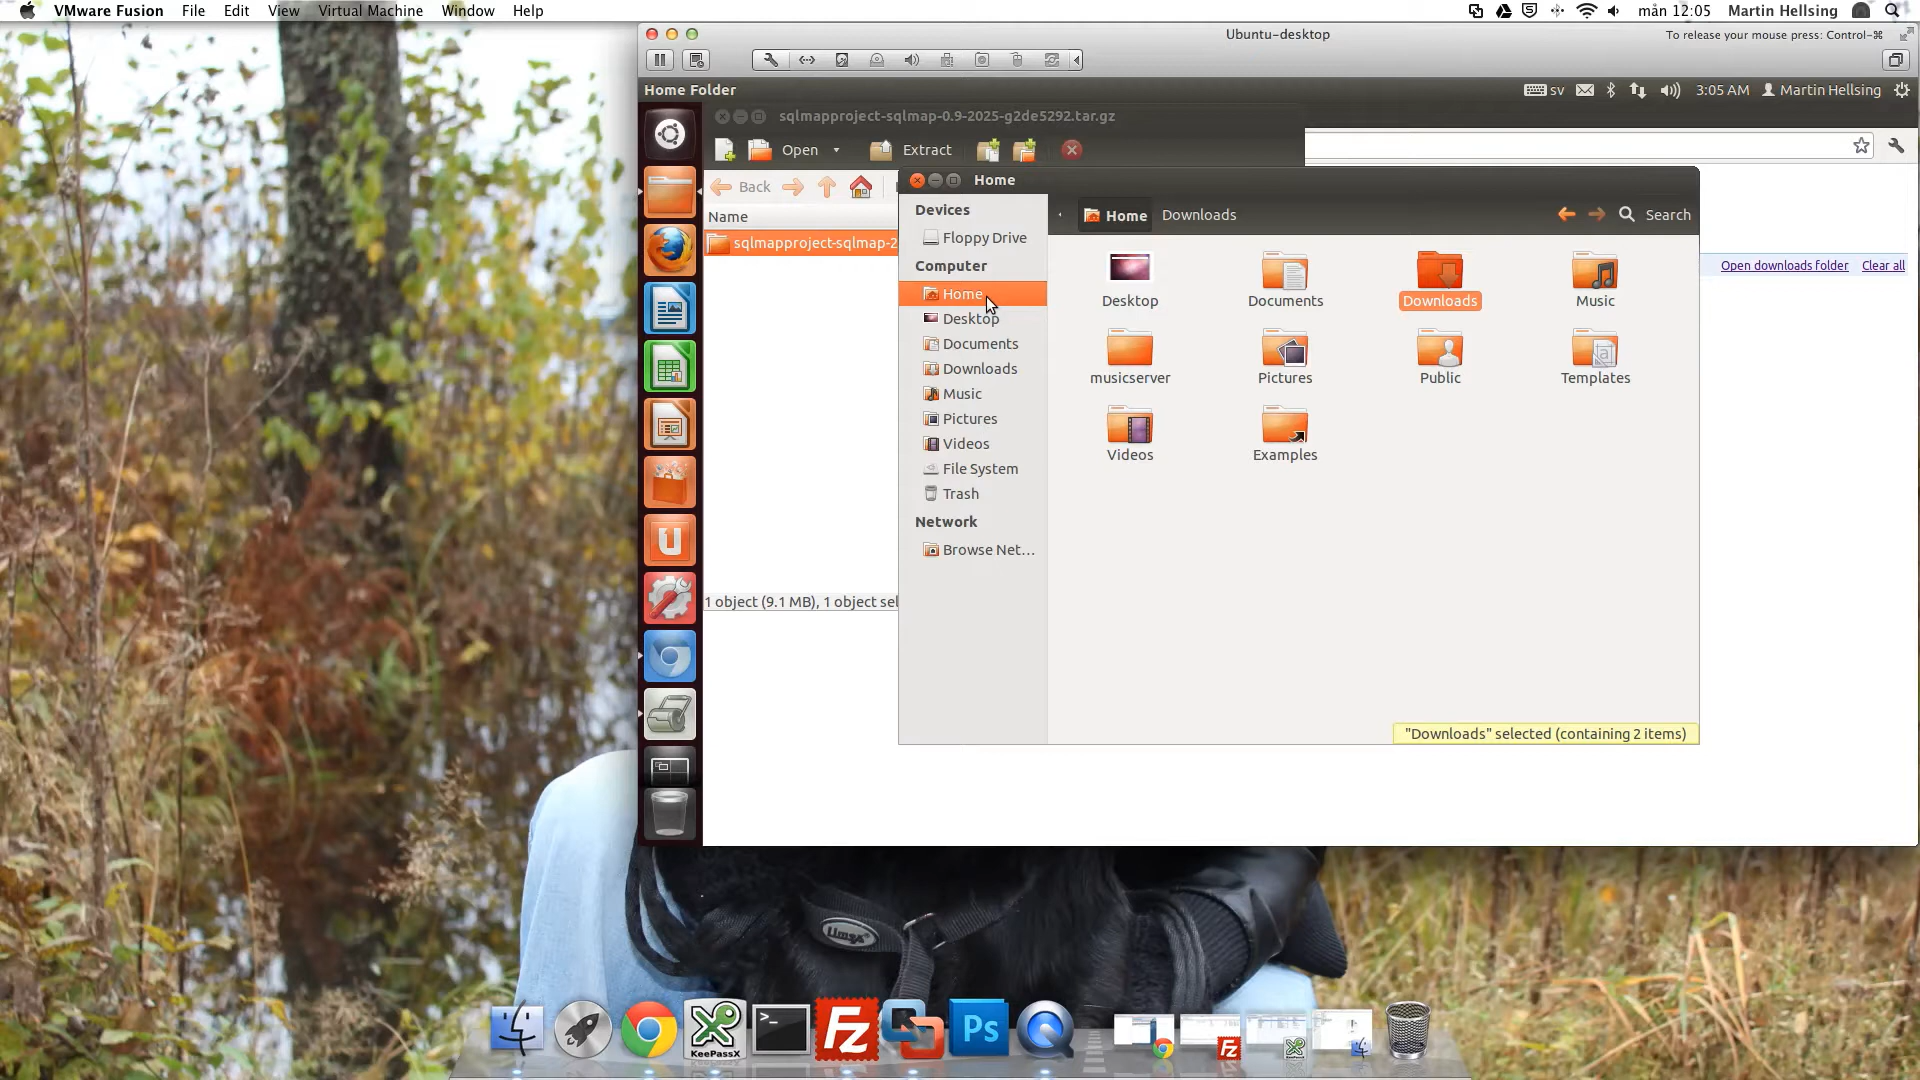 VMware Fusion File Edit View Virtual Machine Window Help
mån 12:05 Martin Hellsing
Ubuntu-desktop
To release your mouse press: Control-⌘
Home Folder
sv
3:05 AM Martin Hellsing
sqlmapproject-sqlmap-0.9-2025-g2de5292.tar.gz
Open Extract
Back
Name
sqlmapproject-sqlmap-2
1 object (9.1 MB), 1 object sel
Open downloads folder Clear all
Home
Devices
Floppy Drive
Computer
Home
Desktop
Documents
Downloads
Music
Pictures
Videos
File System
Trash
Network
Browse Net...
Home Downloads
Search
Desktop Documents Downloads Music
musicserver Pictures Public Templates
Videos Examples
"Downloads" selected (containing 2 items)
Limsa
KeePassX
Fz
Ps
Fz